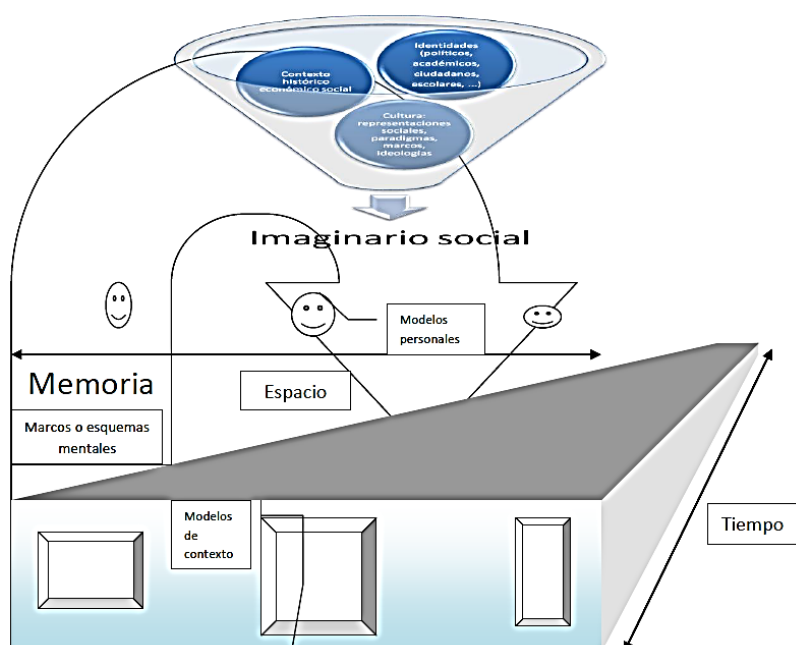 Identidades
(políticos,
académicos,
ciudadanos,
escolares, ...)
Contexto
histórico
económico social
Cultura:
representaciones
sociales,
paradigmas,
marcos,
ideologías
Imaginario social
Modelos
personales
Memoria
Espacio
Marcos o esquemas
mentales
Modelos
de
contexto
Tiempo